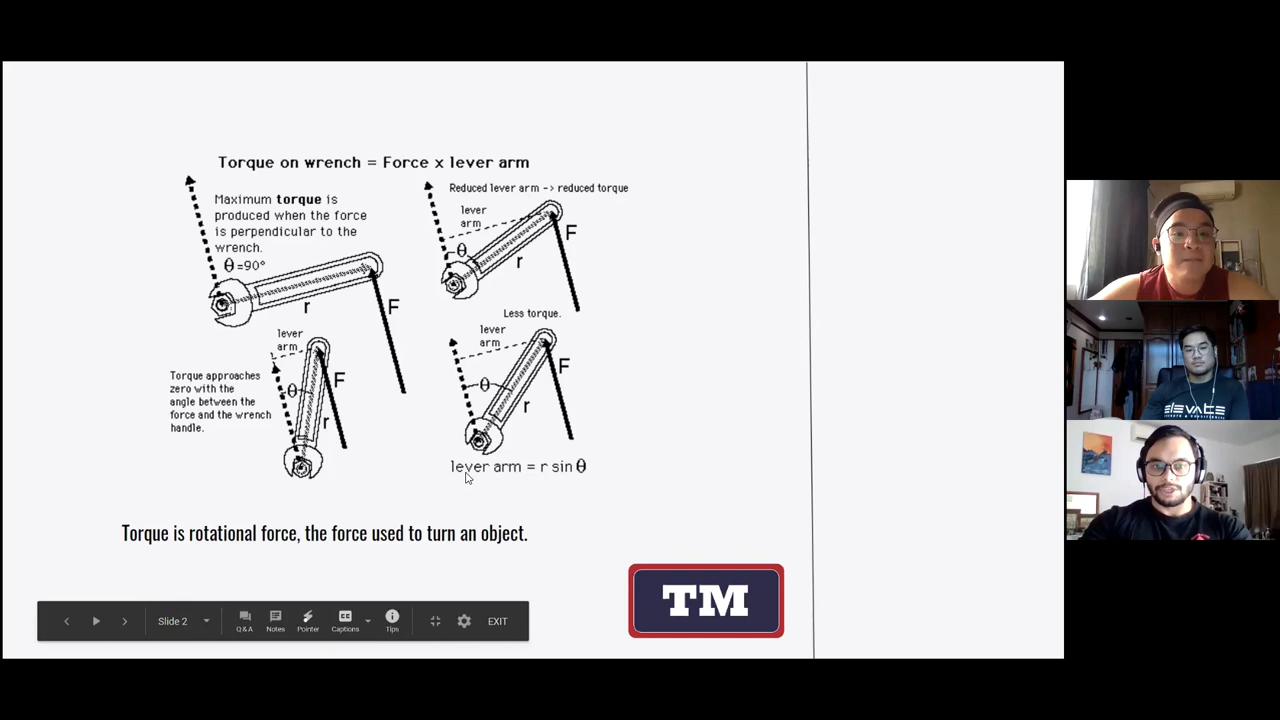 Torque on wrench = Force x lever arm
Maximum torque is
produced when the force
is perpendicular to the
wrench.
θ=90°
r
F
Reduced lever arm -> reduced torque
lever
arm
θ
F
r
lever
arm
Torque approaches
zero with the
angle between the
force and the wrench
handle.
θ
F
r
Less torque.
lever
arm
θ
F
r
lever arm = r sin θ
Torque is rotational force, the force used to turn an object.
TM
Slide 2
Q&A
Notes
Pointer
CC
Captions
Tips
EXIT
ELEVATE